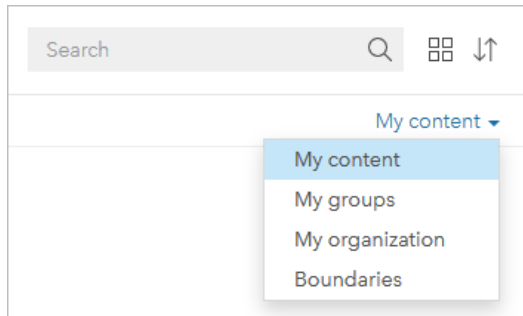 Search
My content
My content
My groups
My organization
Boundaries